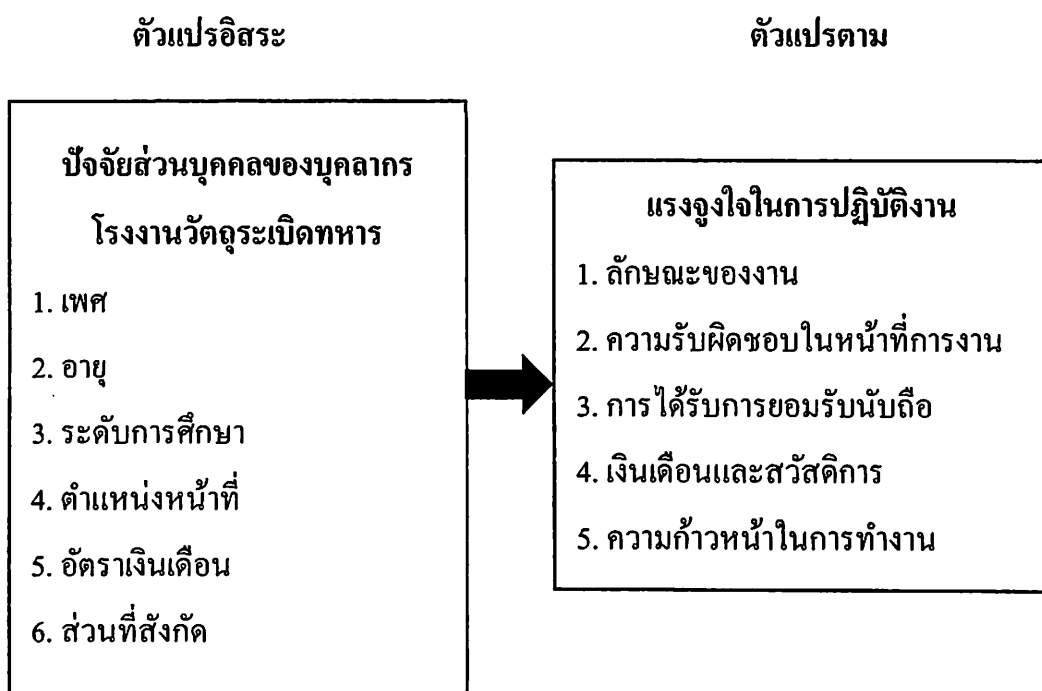 ตัวแปรอิสระ
ตัวแปรตาม
ปัจจัยส่วนบุคคลของบุคลากร
โรงงานวัตถุระเบิดทหาร
1. เพศ
2. อายุ
3. ระดับการศึกษา
4. ตำแหน่งหน้าที่
5. อัตราเงินเดือน
6. ส่วนที่สังกัด
แรงจูงใจในการปฏิบัติงาน
1. ลักษณะของงาน
2. ความรับผิดชอบในหน้าที่การงาน
3. การได้รับการยอมรับนับถือ
4. เงินเดือนและสวัสดิการ
5. ความก้าวหน้าในการทำงาน